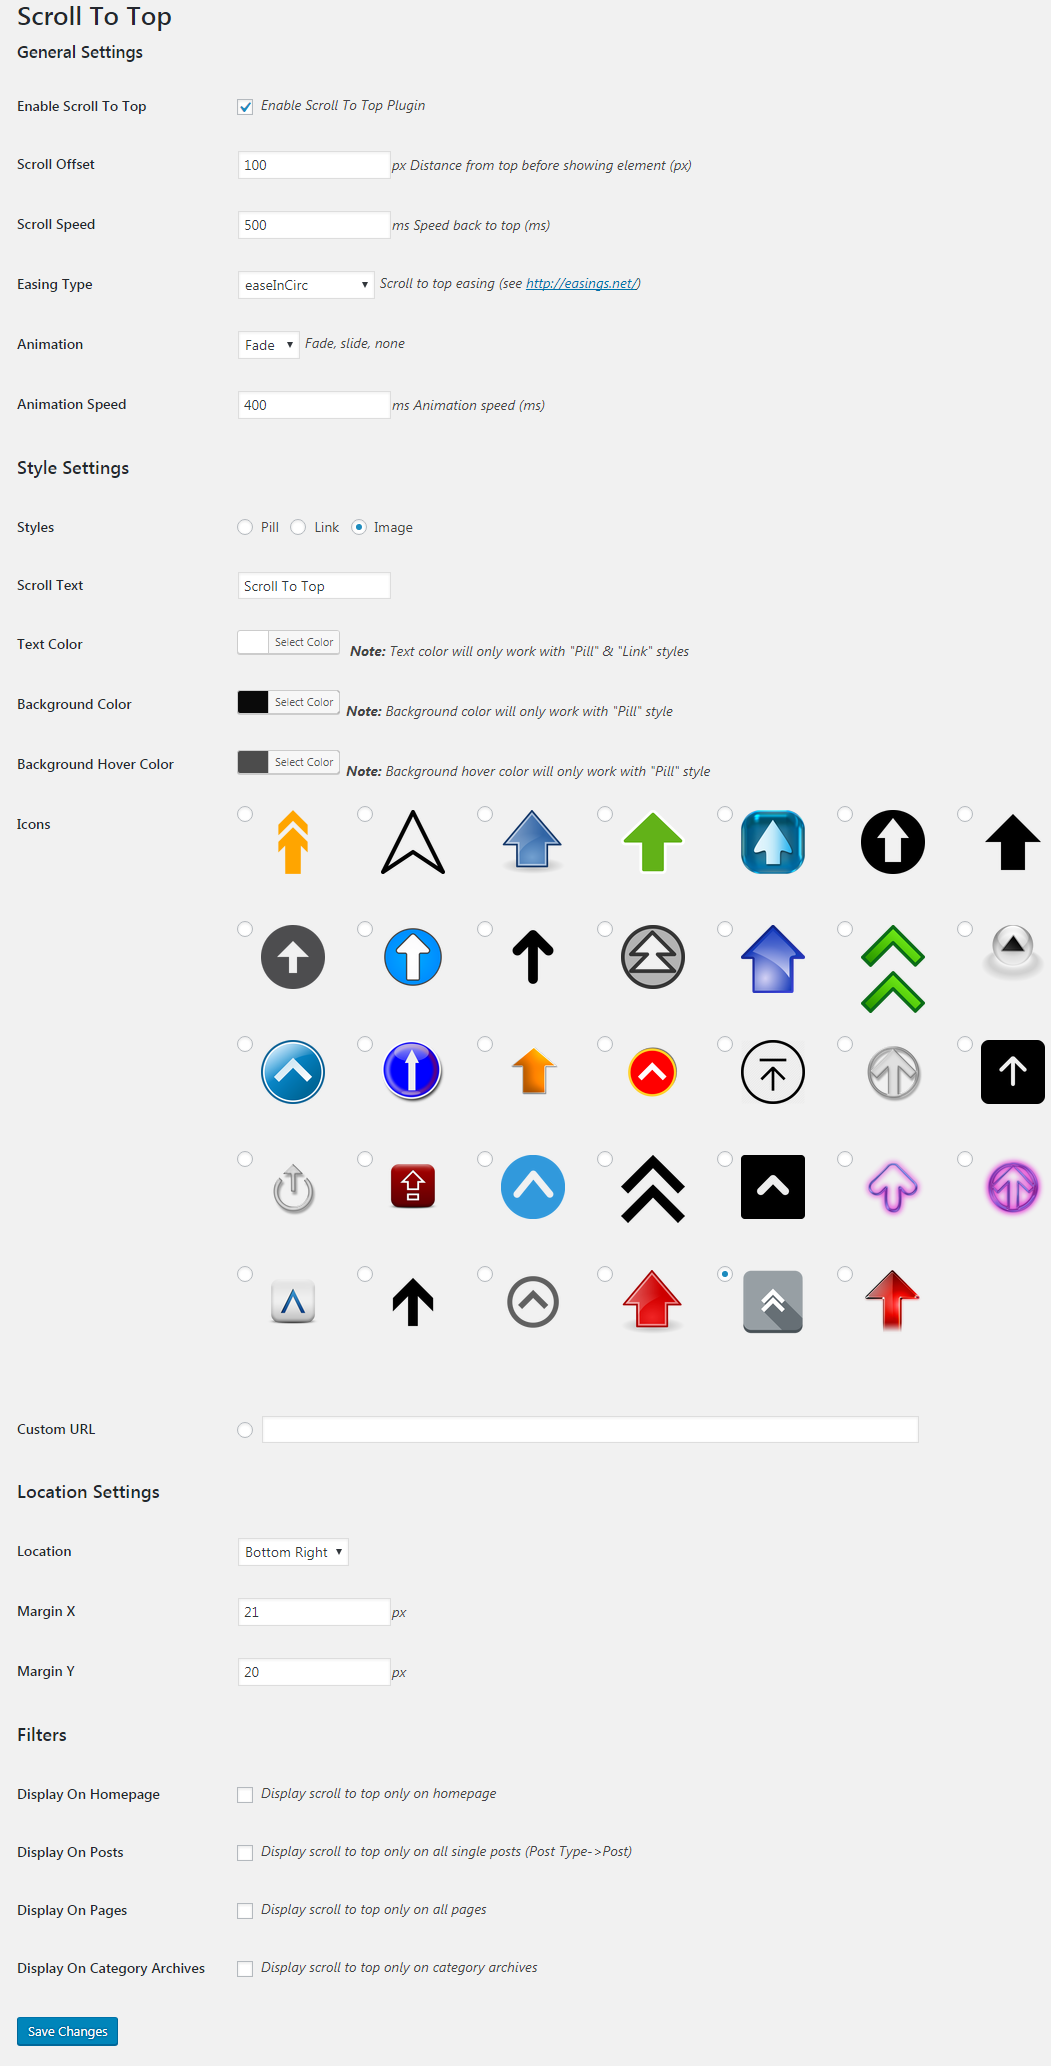 Scroll To Top
General Settings
Enable Scroll To Top Enable Scroll To Top Plugin
Scroll Offset 100 px Distance from top before showing element (px)
Scroll Speed 500 ms Speed back to top (ms)
Easing Type easeInCirc Scroll to top easing (see http://easings.net/)
Animation Fade Fade, slide, none
Animation Speed 400 ms Animation speed (ms)
Style Settings
Styles Pill Link Image
Scroll Text Scroll To Top
Text Color Select Color Note: Text color will only work with "Pill" & "Link" styles
Background Color Select Color Note: Background color will only work with "Pill" style
Background Hover Color Select Color Note: Background hover color will only work with "Pill" style
Icons
Custom URL
Location Settings
Location Bottom Right
Margin X 21 px
Margin Y 20 px
Filters
Display On Homepage Display scroll to top only on homepage
Display On Posts Display scroll to top only on all single posts (Post Type->Post)
Display On Pages Display scroll to top only on all pages
Display On Category Archives Display scroll to top only on category archives
Save Changes